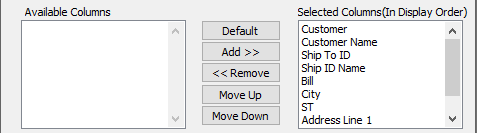 Available Columns
Selected Columns(In Display Order)
Default
Add >>
<< Remove
Move Up
Move Down
Customer
Customer Name
Ship To ID
Ship ID Name
Bill
City
ST
Address Line 1